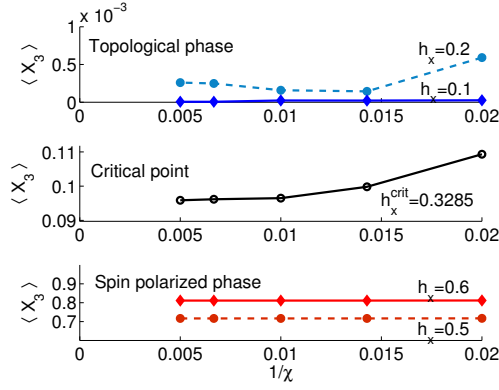 x 10⁻³
1
0.5
0
⟨ X₃ ⟩
Topological phase
hₓ=0.2
hₓ=0.1
0 0.005 0.01 0.015 0.02
0.11
0.1
0.09
⟨ X₃ ⟩
Critical point
hₓ^crit=0.3285
0 0.005 0.01 0.015 0.02
0.9
0.8
0.7
⟨ X₃ ⟩
Spin polarized phase
hₓ=0.6
hₓ=0.5
0 0.005 0.01 0.015 0.02
1/χ